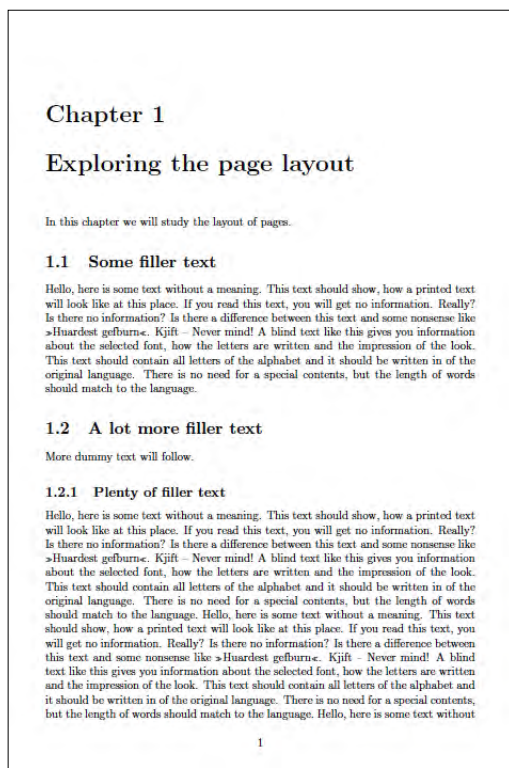 Chapter 1
Exploring the page layout
In this chapter we will study the layout of pages.
1.1 Some filler text
Hello, here is some text without a meaning. This text should show, how a printed text
will look like at this place. If you read this text, you will get no information. Really?
Is there no information? Is there a difference between this text and some nonsense like
»Huardest gefburn«. Kjift – Never mind! A blind text like this gives you information
about the selected font, how the letters are written and the impression of the look.
This text should contain all letters of the alphabet and it should be written in of the
original language. There is no need for a special contents, but the length of words
should match to the language.
1.2 A lot more filler text
More dummy text will follow.
1.2.1 Plenty of filler text
Hello, here is some text without a meaning. This text should show, how a printed text
will look like at this place. If you read this text, you will get no information. Really?
Is there no information? Is there a difference between this text and some nonsense like
»Huardest gefburn«. Kjift – Never mind! A blind text like this gives you information
about the selected font, how the letters are written and the impression of the look.
This text should contain all letters of the alphabet and it should be written in of the
original language. There is no need for a special contents, but the length of words
should match to the language. Hello, here is some text without a meaning. This text
should show, how a printed text will look like at this place. If you read this text, you
will get no information. Really? Is there no information? Is there a difference between
this text and some nonsense like »Huardest gefburn«. Kjift – Never mind! A blind
text like this gives you information about the selected font, how the letters are written
and the impression of the look. This text should contain all letters of the alphabet and
it should be written in of the original language. There is no need for a special contents,
but the length of words should match to the language. Hello, here is some text without
1